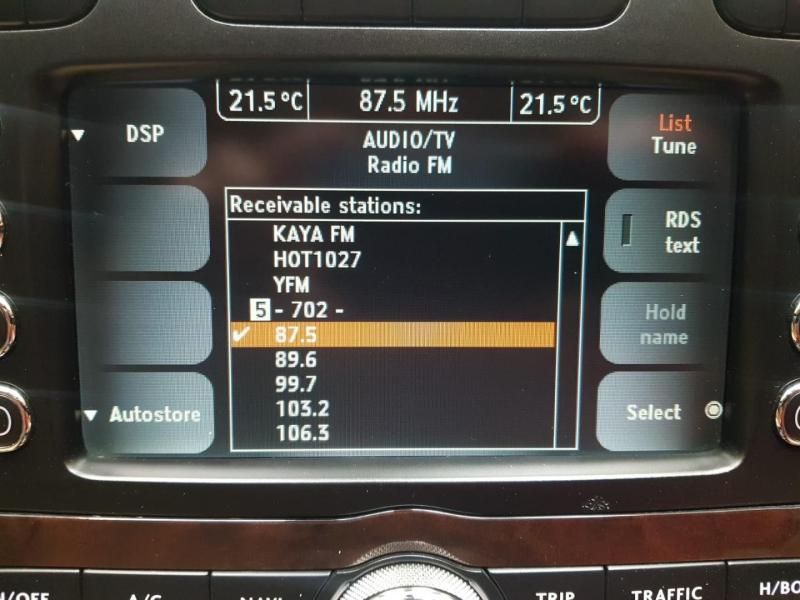 21.5°C 87.5 MHz 21.5°C
DSP
AUDIO/TV
Radio FM
List
Tune
Receivable stations:
KAYA FM
HOT1027
YFM
5 - 702 -
87.5
89.6
99.7
103.2
106.3
RDS
text
Hold
name
Autostore
Select
A/C NAVI TRIP TRAFFIC